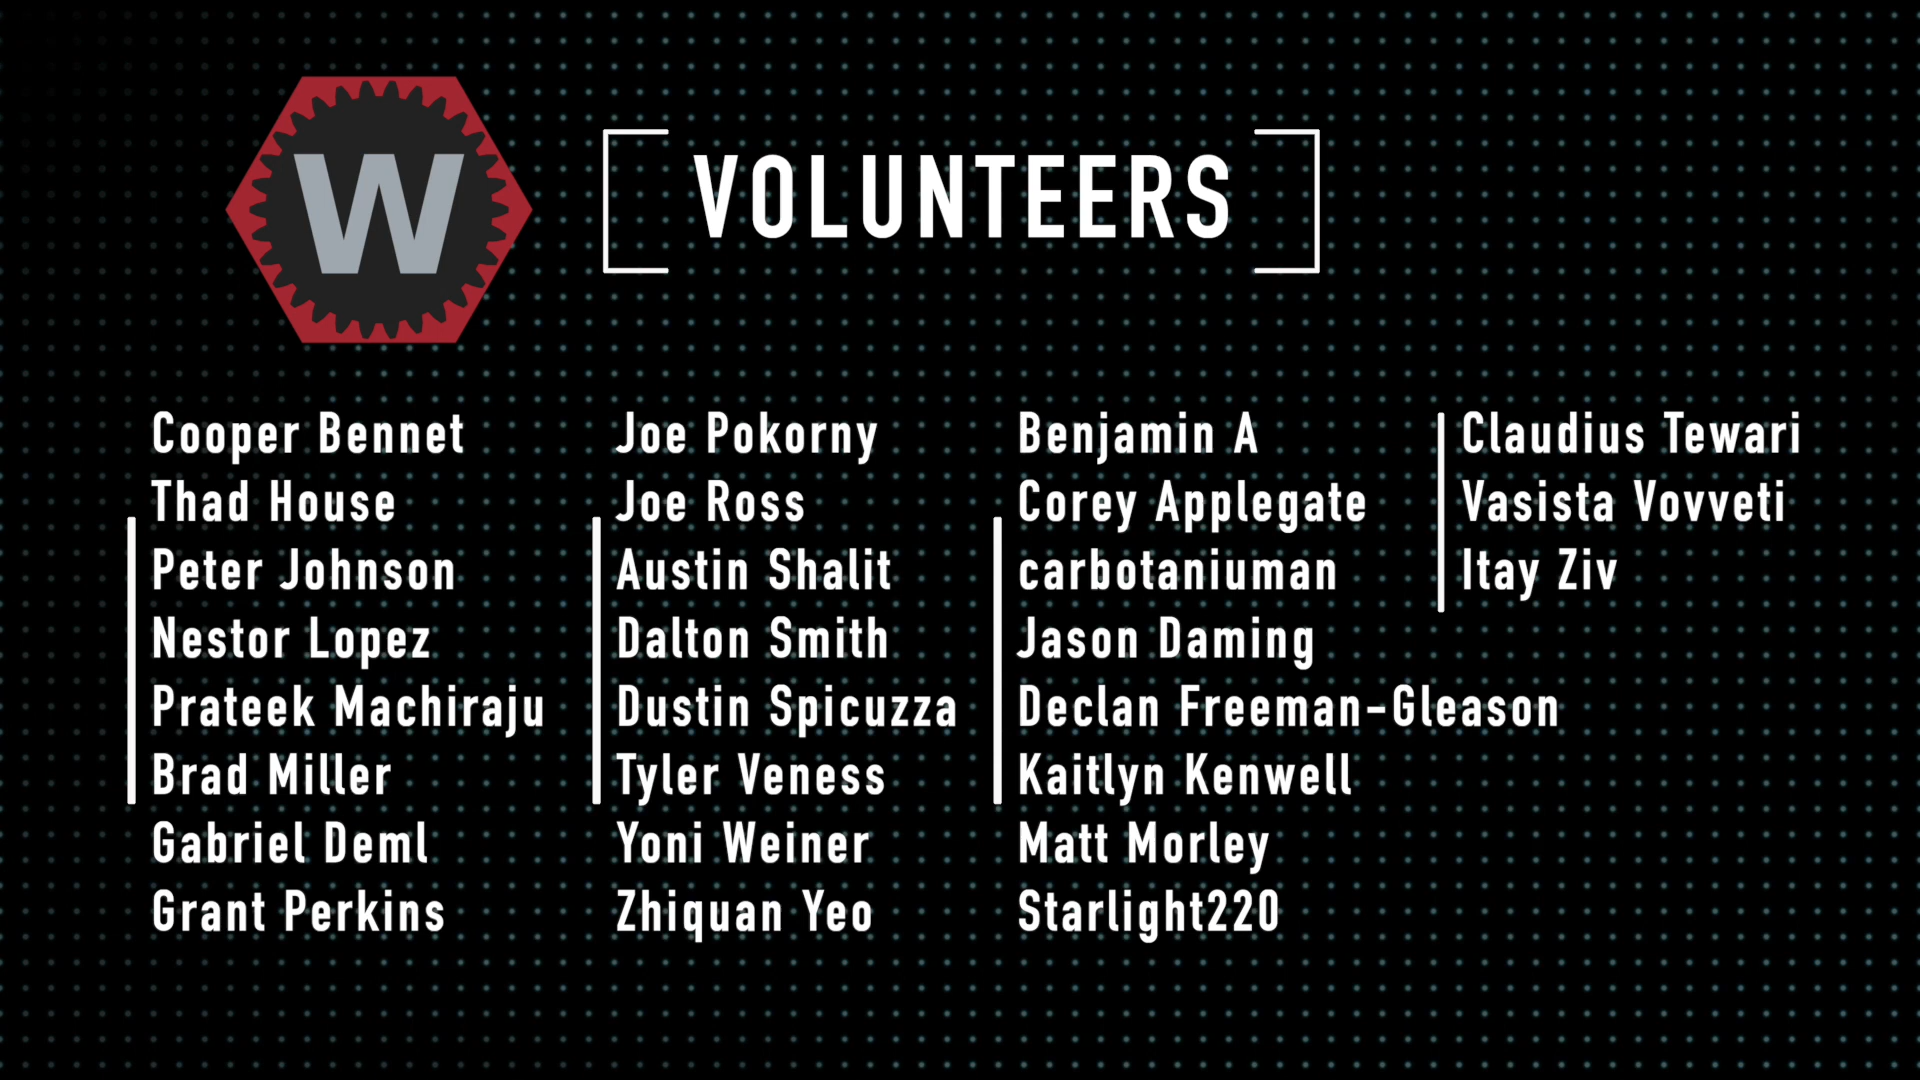 W
VOLUNTEERS
Cooper Bennet
Thad House
Peter Johnson
Nestor Lopez
Prateek Machiraju
Brad Miller
Gabriel Deml
Grant Perkins
Joe Pokorny
Joe Ross
Austin Shalit
Dalton Smith
Dustin Spicuzza
Tyler Veness
Yoni Weiner
Zhiquan Yeo
Benjamin A
Corey Applegate
carbotaniuman
Jason Daming
Declan Freeman-Gleason
Kaitlyn Kenwell
Matt Morley
Starlight220
Claudius Tewari
Vasista Vovveti
Itay Ziv